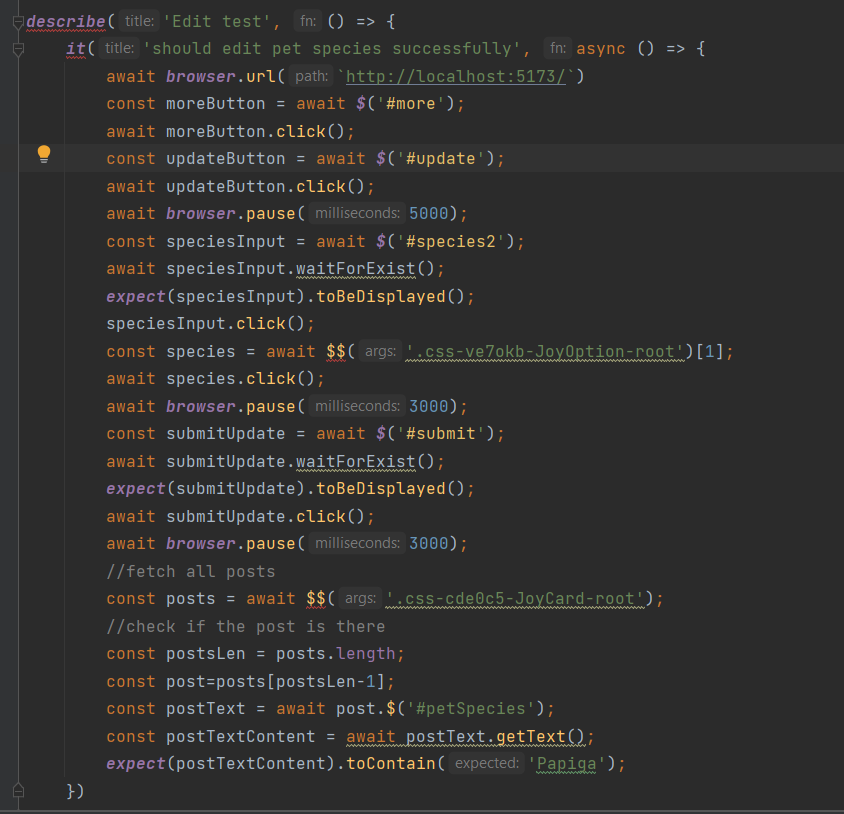 describe( title: 'Edit test', fn: () => {
it( title: 'should edit pet species successfully', fn: async () => {
await browser.url( path: `http://localhost:5173/`)
const moreButton = await $('#more');
await moreButton.click();
const updateButton = await $('#update');
await updateButton.click();
await browser.pause( milliseconds: 5000);
const speciesInput = await $('#species2');
await speciesInput.waitForExist();
expect(speciesInput).toBeDisplayed();
speciesInput.click();
const species = await $$( args: '.css-ve7okb-JoyOption-root')[1];
await species.click();
await browser.pause( milliseconds: 3000);
const submitUpdate = await $('#submit');
await submitUpdate.waitForExist();
expect(submitUpdate).toBeDisplayed();
await submitUpdate.click();
await browser.pause( milliseconds: 3000);
//fetch all posts
const posts = await $$( args: '.css-cde0c5-JoyCard-root');
//check if the post is there
const postsLen = posts.length;
const post=posts[postsLen-1];
const postText = await post.$('#petSpecies');
const postTextContent = await postText.getText();
expect(postTextContent).toContain( expected: 'Papiga');
})